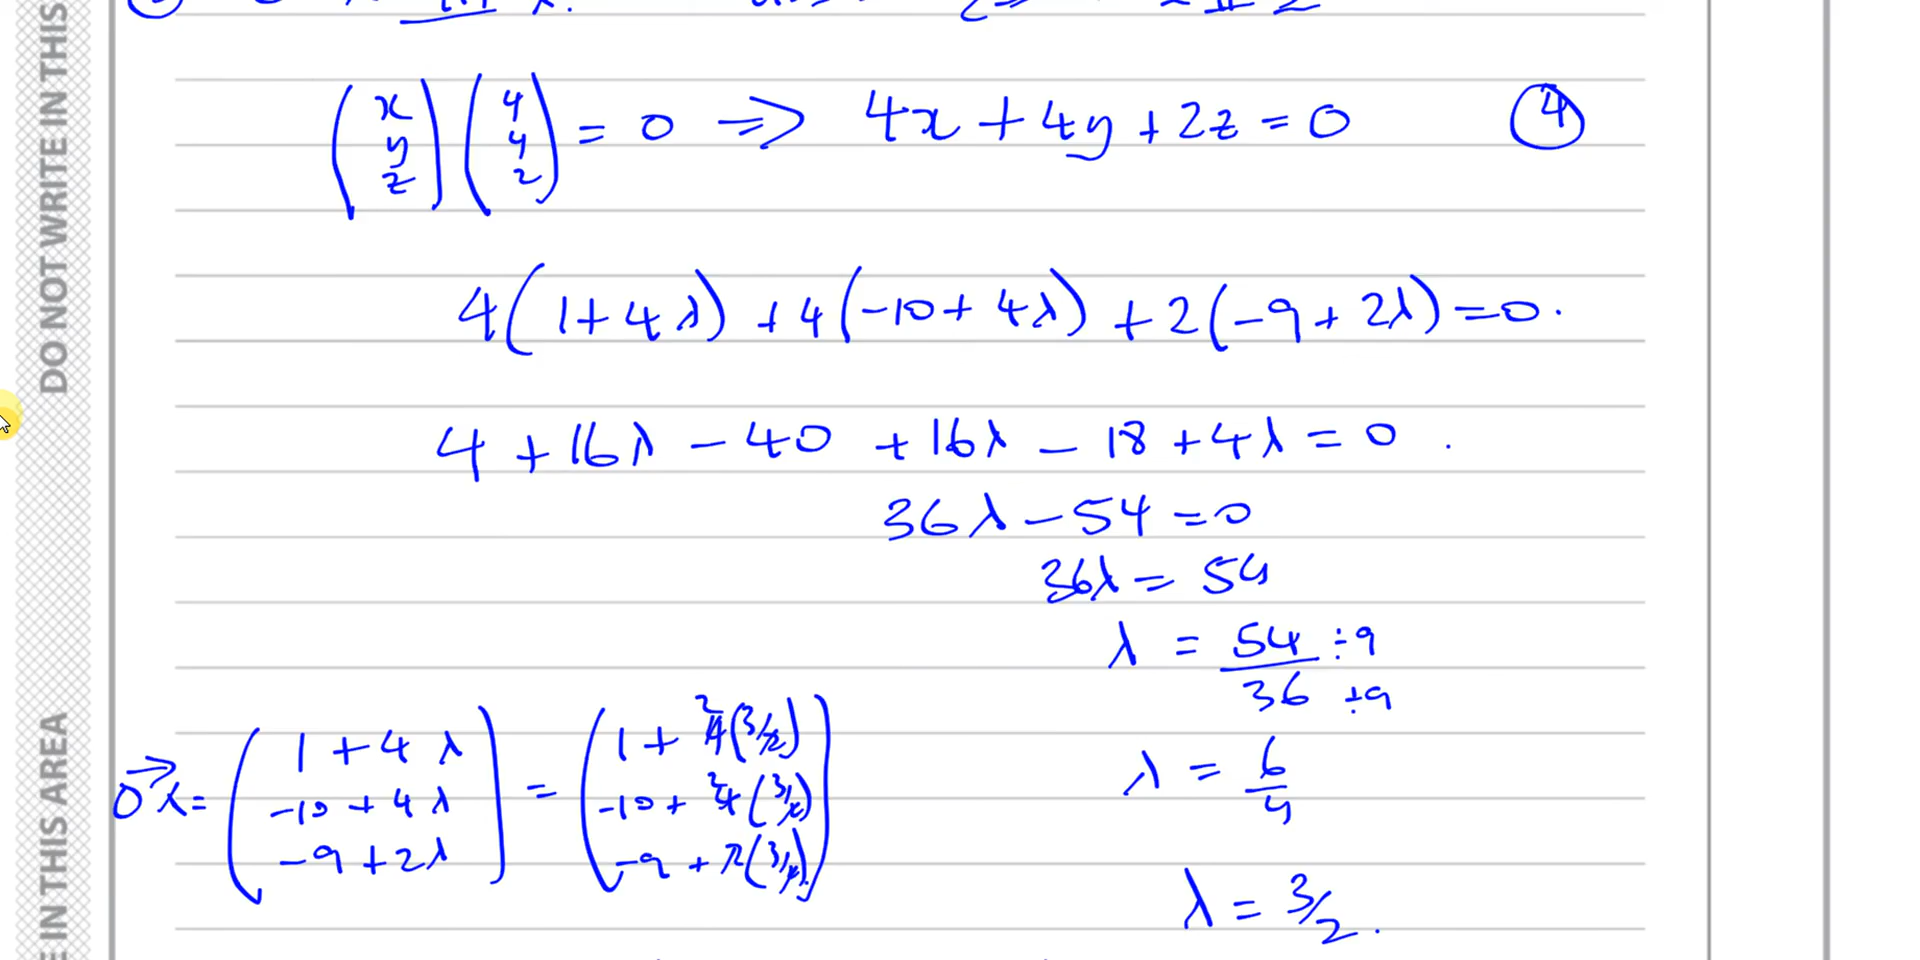 DO NOT WRITE IN THIS
(x y z) (4 4 2) = 0 => 4x + 4y + 2z = 0 ④
4(1+4λ) + 4(-10+4λ) + 2(-9+2λ) = 0.
4 + 16λ - 40 + 16λ - 18 + 4λ = 0.
36λ - 54 = 0
36λ = 54
λ = 54 ÷9 / 36 ÷9
λ = 6/4
λ = 3/2.
OX = (1 + 4λ, -10 + 4λ, -9 + 2λ) = (1 + 4(3/2), -10 + 4(3/2), -9 + 2(3/2))
E IN THIS AREA